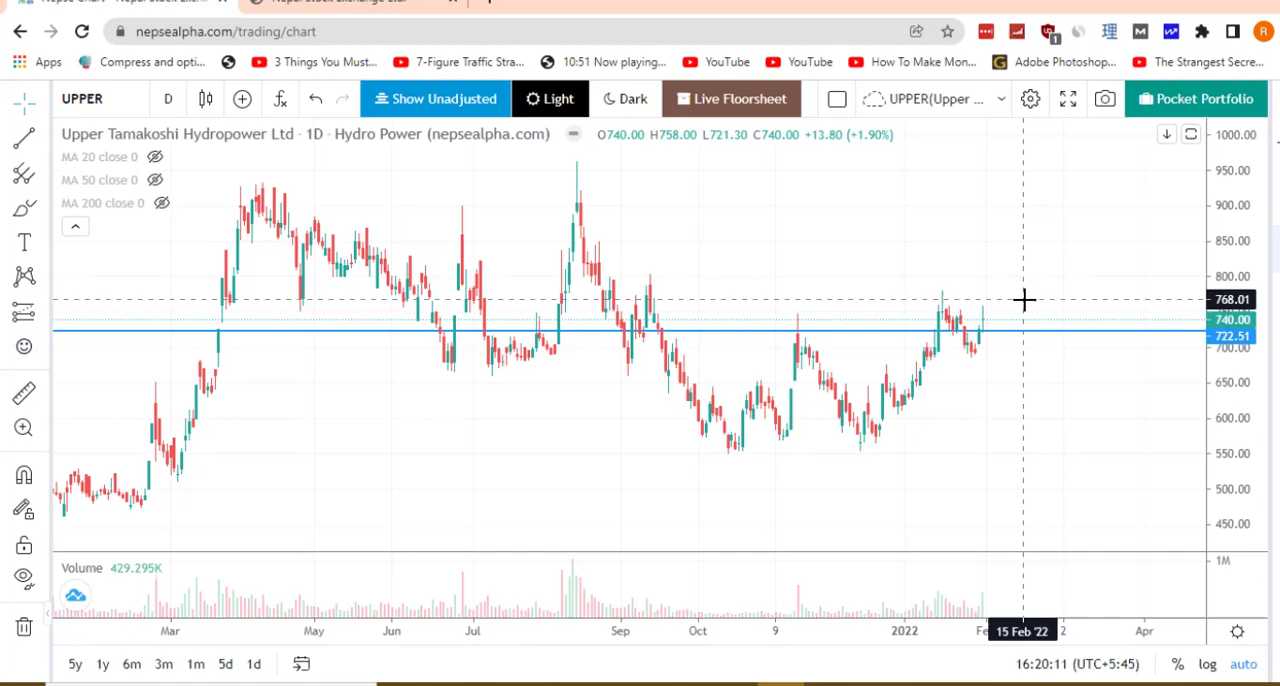 nepsealpha.com/trading/chart
Apps Compress and opti... 3 Things You Must... 7-Figure Traffic Stra... 10:51 Now playing... YouTube YouTube How To Make Mon... Adobe Photoshop... The Strangest Secre...
UPPER D Show Unadjusted Light Dark Live Floorsheet UPPER(Upper ... Pocket Portfolio
Upper Tamakoshi Hydropower Ltd · 1D · Hydro Power (nepsealpha.com) O740.00 H758.00 L721.30 C740.00 +13.80 (+1.90%)
MA 20 close 0
MA 50 close 0
MA 200 close 0
1000.00
950.00
900.00
850.00
800.00
768.01
740.00
722.51
700.00
650.00
600.00
550.00
500.00
450.00
Volume 429.295K
1M
Mar May Jun Jul Sep Oct 9 2022 15 Feb '22 2 Apr
5y 1y 6m 3m 1m 5d 1d 16:20:11 (UTC+5:45) % log auto